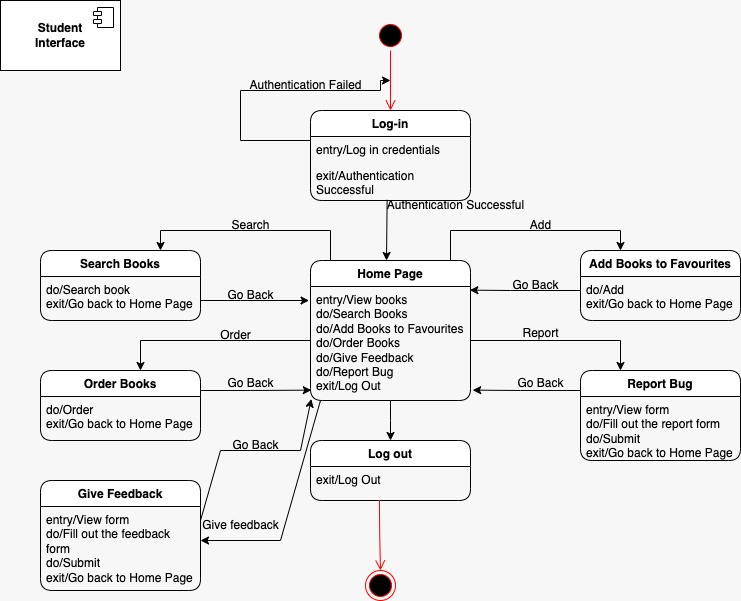 Student
Interface
Authentication Failed
Log-in
entry/Log in credentials
exit/Authentication
Successful
Authentication Successful
Search
Add
Search Books
do/Search book
exit/Go back to Home Page
Go Back
Home Page
entry/View books
do/Search Books
do/Add Books to Favourites
do/Order Books
do/Give Feedback
do/Report Bug
exit/Log Out
Go Back
Add Books to Favourites
do/Add
exit/Go back to Home Page
Order
Report
Order Books
do/Order
exit/Go back to Home Page
Go Back
Go Back
Report Bug
entry/View form
do/Fill out the report form
do/Submit
exit/Go back to Home Page
Go Back
Log out
exit/Log Out
Give Feedback
entry/View form
do/Fill out the feedback
form
do/Submit
exit/Go back to Home Page
Give feedback